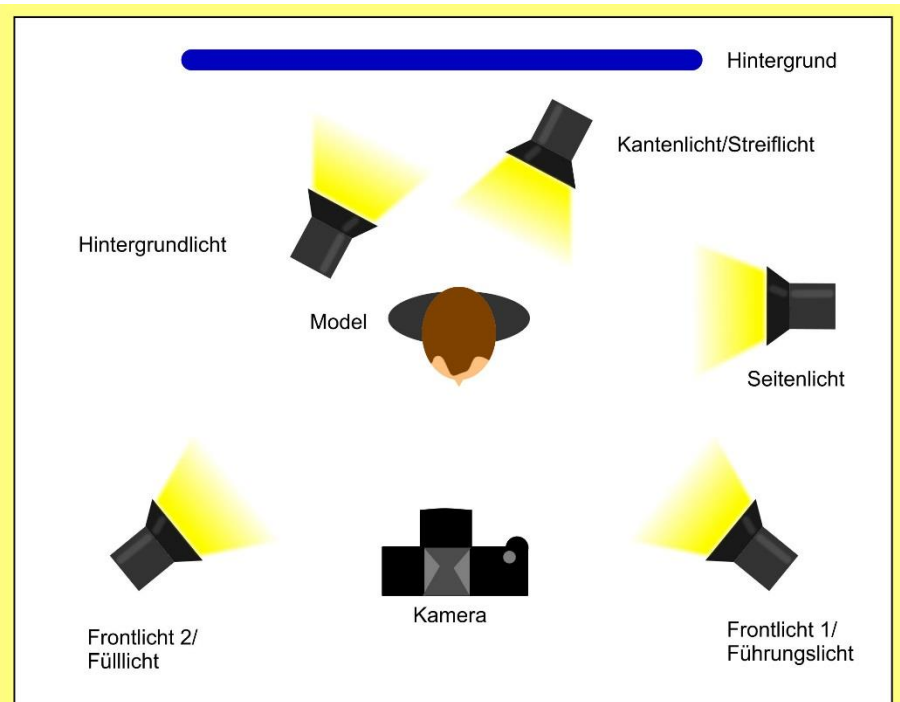 Hintergrund
Kantenlicht/Streiflicht
Hintergrundlicht
Model
Seitenlicht
Kamera
Frontlicht 2/
Fülllicht
Frontlicht 1/
Führungslicht